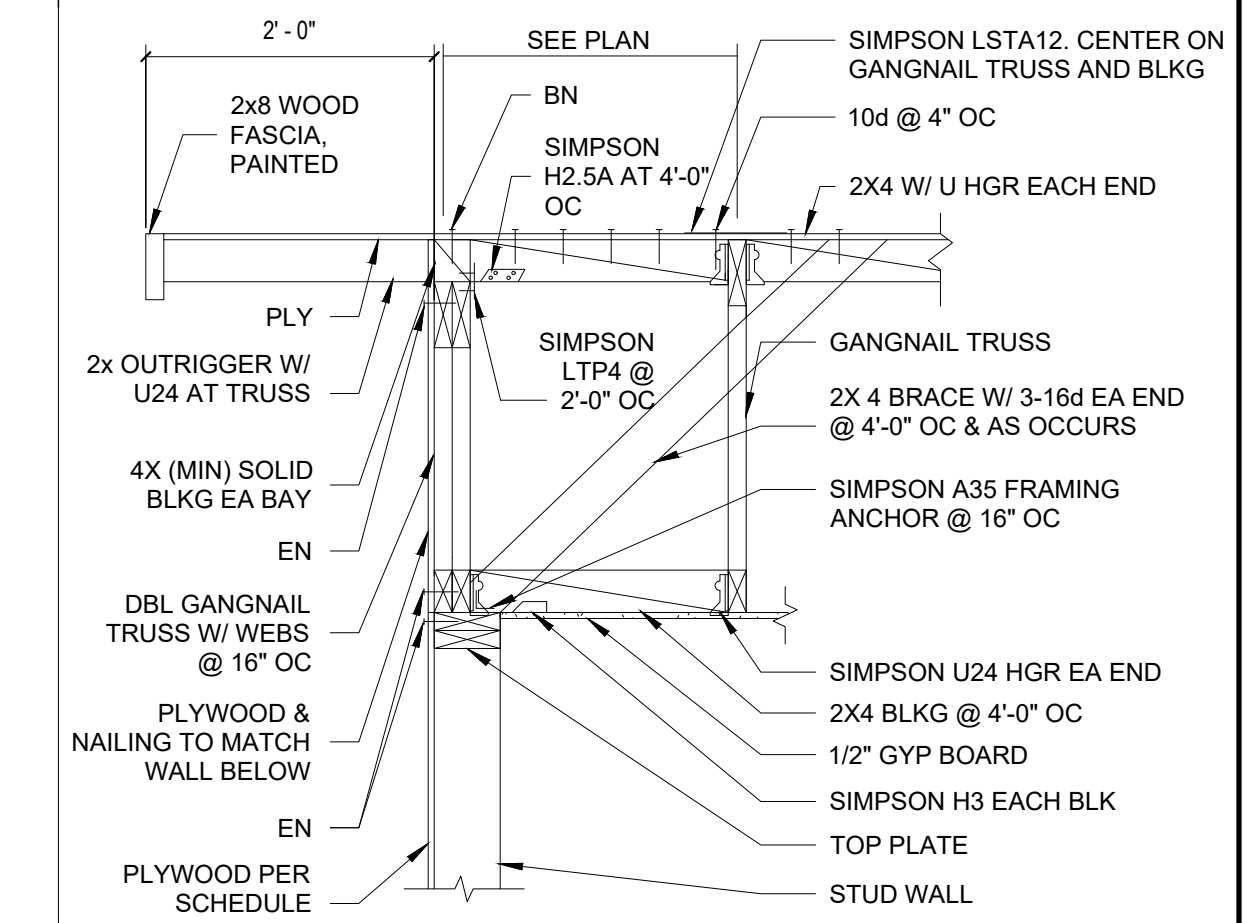 2' - 0"
SEE PLAN
SIMPSON LSTA12. CENTER ON
GANGNAIL TRUSS AND BLKG
2x8 WOOD
FASCIA,
PAINTED
BN
SIMPSON
H2.5A AT 4'-0"
OC
10d @ 4" OC
2X4 W/ U HGR EACH END
PLY
2x OUTRIGGER W/
U24 AT TRUSS
4X (MIN) SOLID
BLKG EA BAY
EN
DBL GANGNAIL
TRUSS W/ WEBS
@ 16" OC
PLYWOOD &
NAILING TO MATCH
WALL BELOW
EN
PLYWOOD PER
SCHEDULE
SIMPSON
LTP4 @
2'-0" OC
GANGNAIL TRUSS
2X 4 BRACE W/ 3-16d EA END
@ 4'-0" OC & AS OCCURS
SIMPSON A35 FRAMING
ANCHOR @ 16" OC
SIMPSON U24 HGR EA END
2X4 BLKG @ 4'-0" OC
1/2" GYP BOARD
SIMPSON H3 EACH BLK
TOP PLATE
STUD WALL